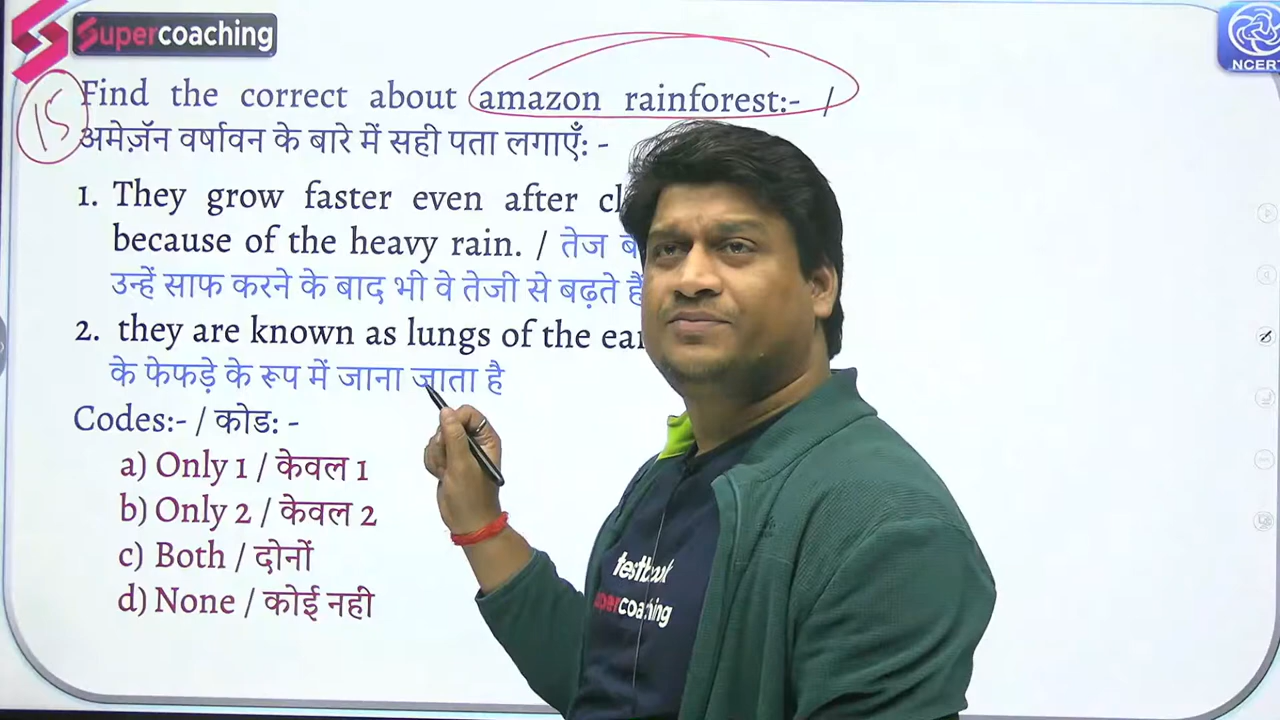 Supercoaching
NCERT
15
Find the correct about amazon rainforest:- /
अमेज़ॅन वर्षावन के बारे में सही पता लगाएँ: -
1. They grow faster even after
because of the heavy rain. / तेज
उन्हें साफ करने के बाद भी वे तेजी से बढ़ते हैं
2. they are known as lungs of the
के फेफड़े के रूप में जाना जाता है
Codes:- / कोड: -
a) Only 1 / केवल 1
b) Only 2 / केवल 2
c) Both / दोनों
d) None / कोई नहीं
testbook
supercoaching